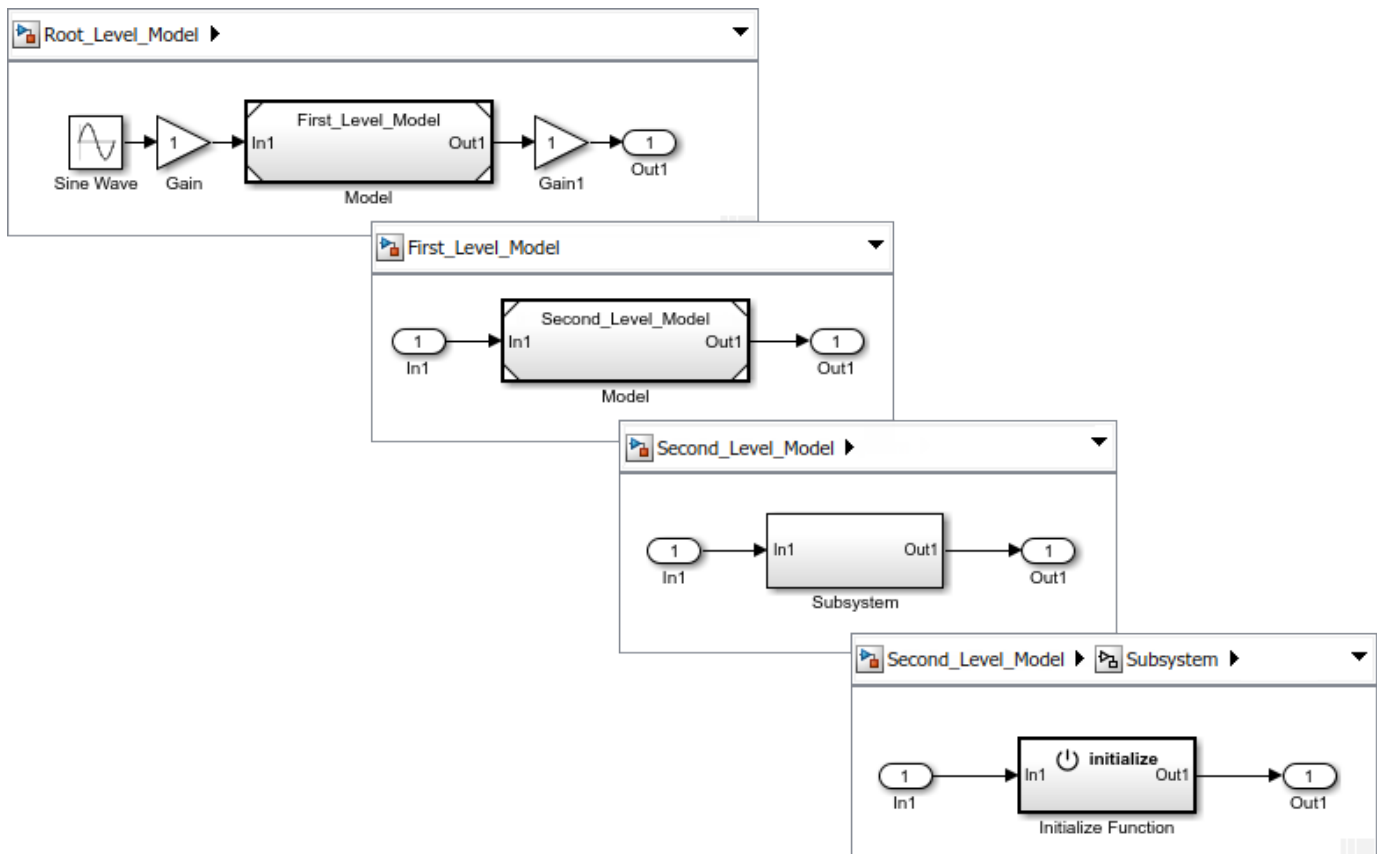 Root_Level_Model
First_Level_Model
1 In1 Out1 1 1
Sine Wave Gain Model Gain1 Out1
First_Level_Model
Second_Level_Model
1 In1 Out1 1
In1 Out1
Model
Second_Level_Model
1 In1 Out1 1
In1 Out1
Subsystem
Second_Level_Model Subsystem
initialize
1 In1 Out1 1
In1 Out1
Initialize Function